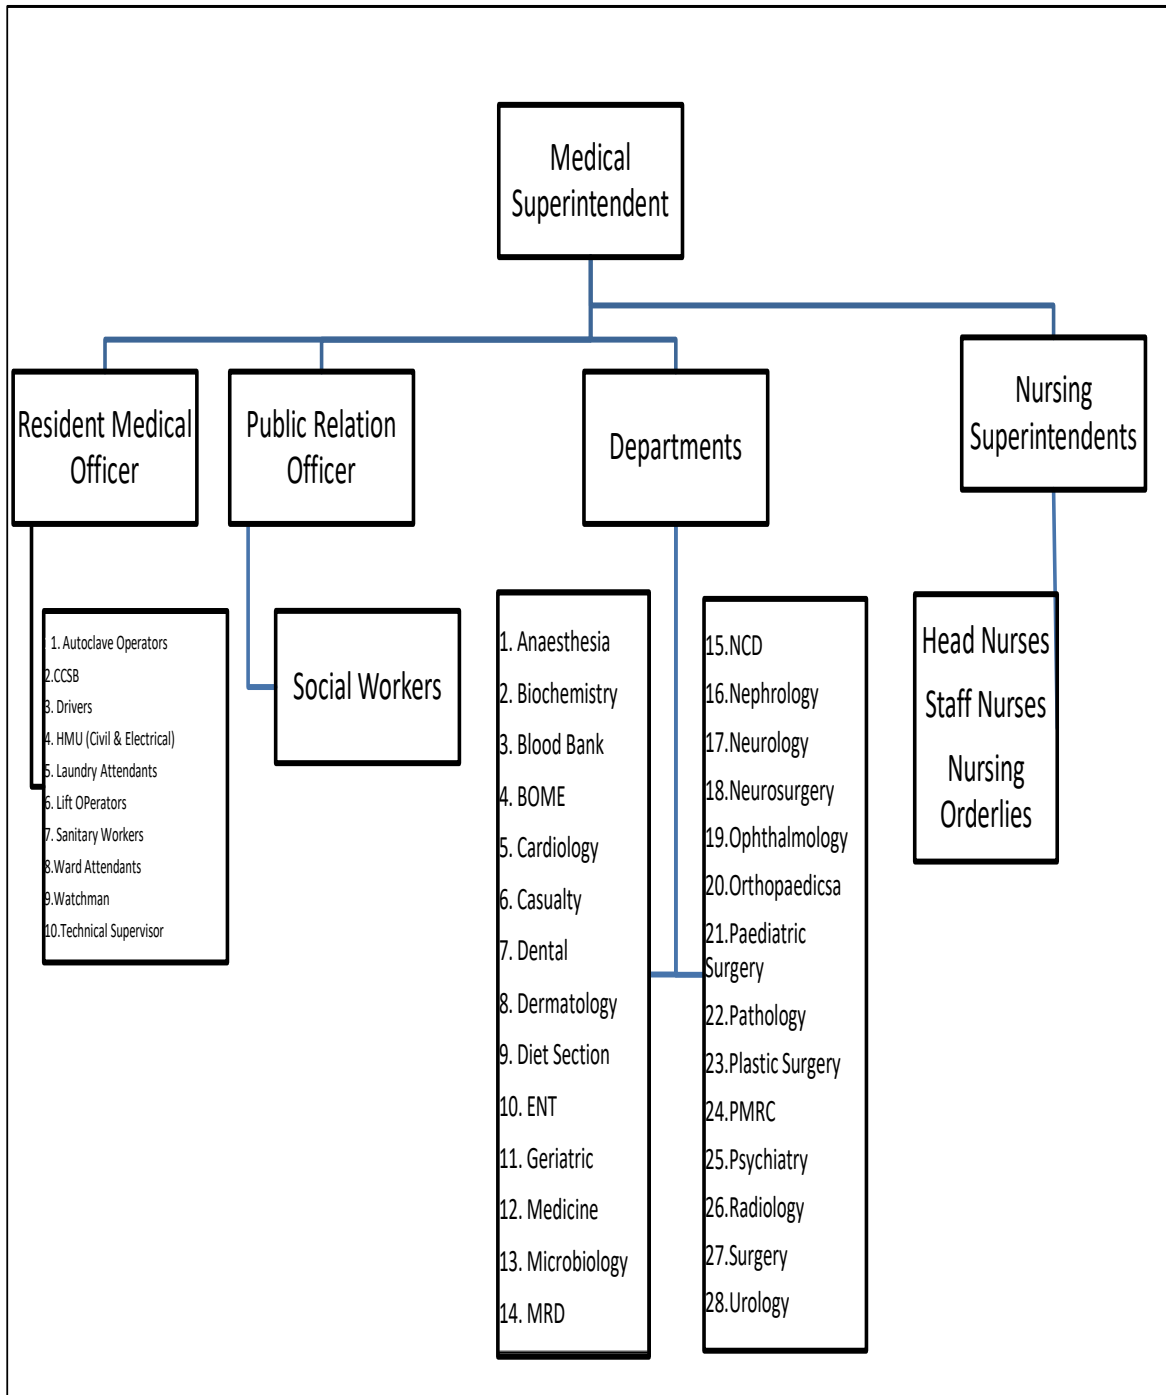 Medical
Superintendent
Resident Medical
Officer
Public Relation
Officer
Departments
Nursing
Superintendents
1. Autoclave Operators
2.CCSB
3. Drivers
4. HMU (Civil & Electrical)
5. Laundry Attendants
6. Lift OPerators
7. Sanitary Workers
8.Ward Attendants
9.Watchman
10.Technical Supervisor
Social Workers
1. Anaesthesia
2. Biochemistry
3. Blood Bank
4. BOME
5. Cardiology
6. Casualty
7. Dental
8. Dermatology
9. Diet Section
10. ENT
11. Geriatric
12. Medicine
13. Microbiology
14. MRD
15.NCD
16.Nephrology
17.Neurology
18.Neurosurgery
19.Ophthalmology
20.Orthopaedicsa
21.Paediatric
Surgery
22.Pathology
23.Plastic Surgery
24.PMRC
25.Psychiatry
26.Radiology
27.Surgery
28.Urology
Head Nurses
Staff Nurses
Nursing
Orderlies